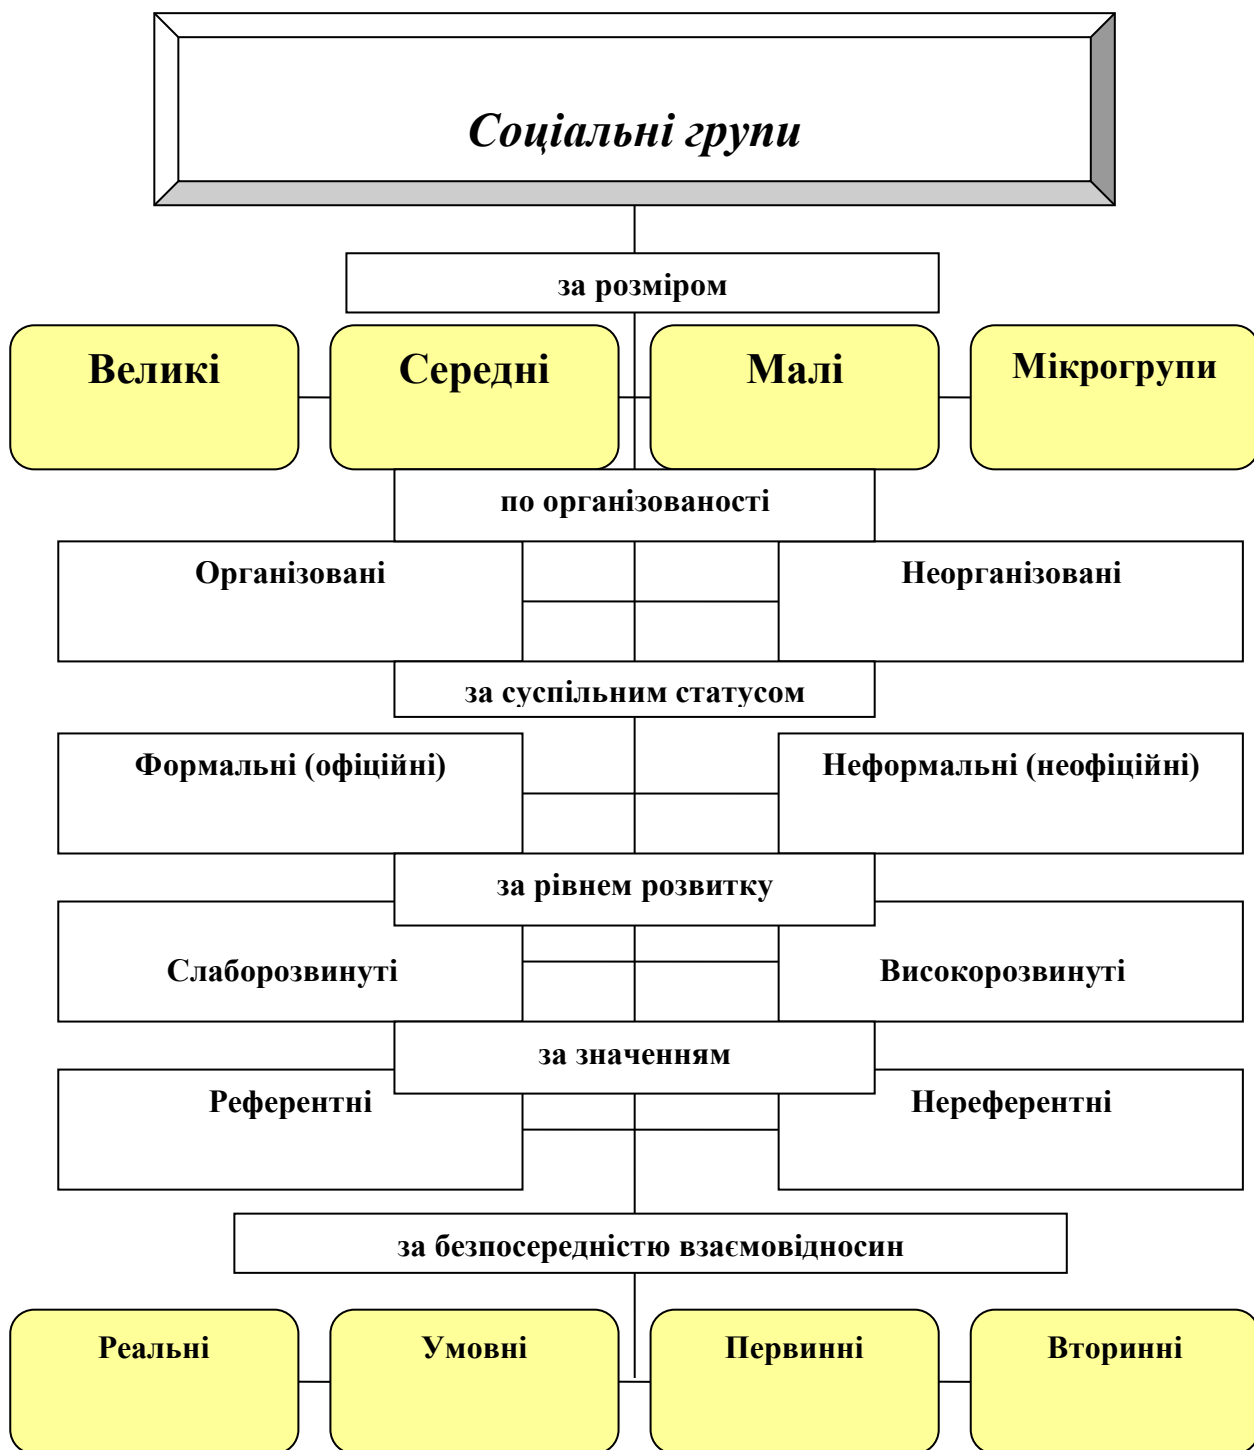 Соціальні групи
за розміром
Великі
Середні
Малі
Мікрогрупи
по організованості
Організовані
Неорганізовані
за суспільним статусом
Формальні (офіційні)
Неформальні (неофіційні)
за рівнем розвитку
Слаборозвинуті
Високорозвинуті
за значенням
Референтні
Нереферентні
за безпосередністю взаємовідносин
Реальні
Умовні
Первинні
Вторинні